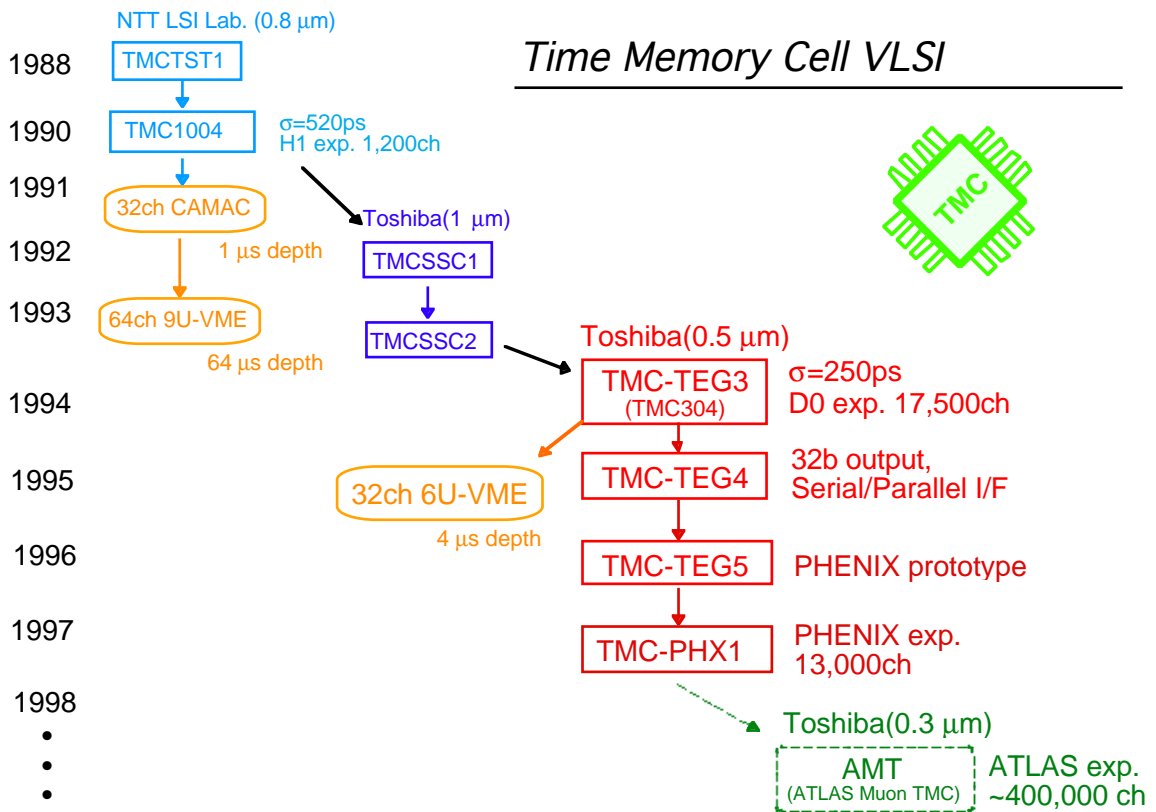 NTT LSI Lab. (0.8 μm)
Time Memory Cell VLSI
1988
TMCTST1
1990
TMC1004
σ=520ps
H1 exp. 1,200ch
TMC
1991
32ch CAMAC
Toshiba(1 μm)
1 μs depth
1992
TMCSSC1
1993
64ch 9U-VME
TMCSSC2
64 μs depth
Toshiba(0.5 μm)
1994
TMC-TEG3
(TMC304)
σ=250ps
D0 exp. 17,500ch
1995
32ch 6U-VME
4 μs depth
TMC-TEG4
32b output,
Serial/Parallel I/F
1996
TMC-TEG5
PHENIX prototype
1997
TMC-PHX1
PHENIX exp.
13,000ch
1998
Toshiba(0.3 μm)
AMT
(ATLAS Muon TMC)
ATLAS exp.
~400,000 ch